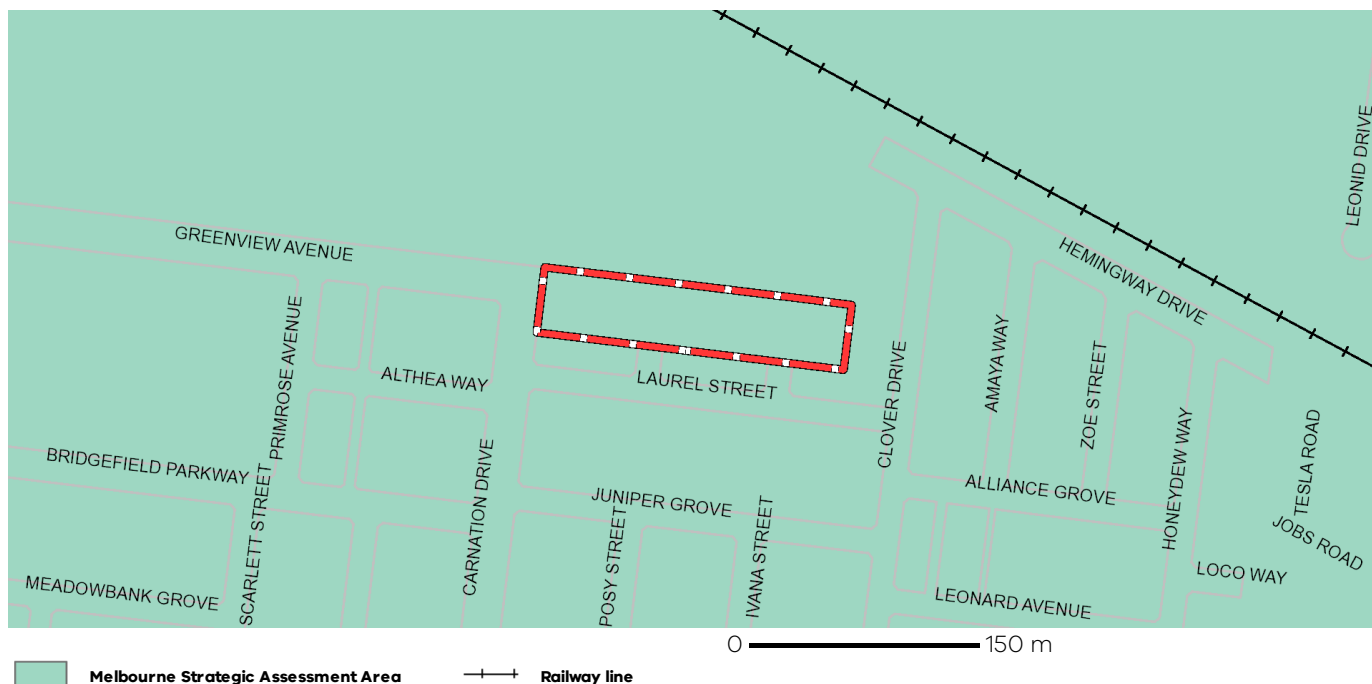 LEONID DRIVE
GREENVIEW AVENUE
HEMINGWAY DRIVE
PRIMROSE AVENUE
ALTHEA WAY
LAUREL STREET
CLOVER DRIVE
AMAYA WAY
ZOE STREET
HONEYDEW WAY
TESLA ROAD
BRIDGEFIELD PARKWAY
SCARLETT STREET
CARNATION DRIVE
JUNIPER GROVE
ALLIANCE GROVE
POSY STREET
IVANA STREET
JOBS ROAD
LOCO WAY
MEADOWBANK GROVE
LEONARD AVENUE
0 150 m
Melbourne Strategic Assessment Area
Railway line